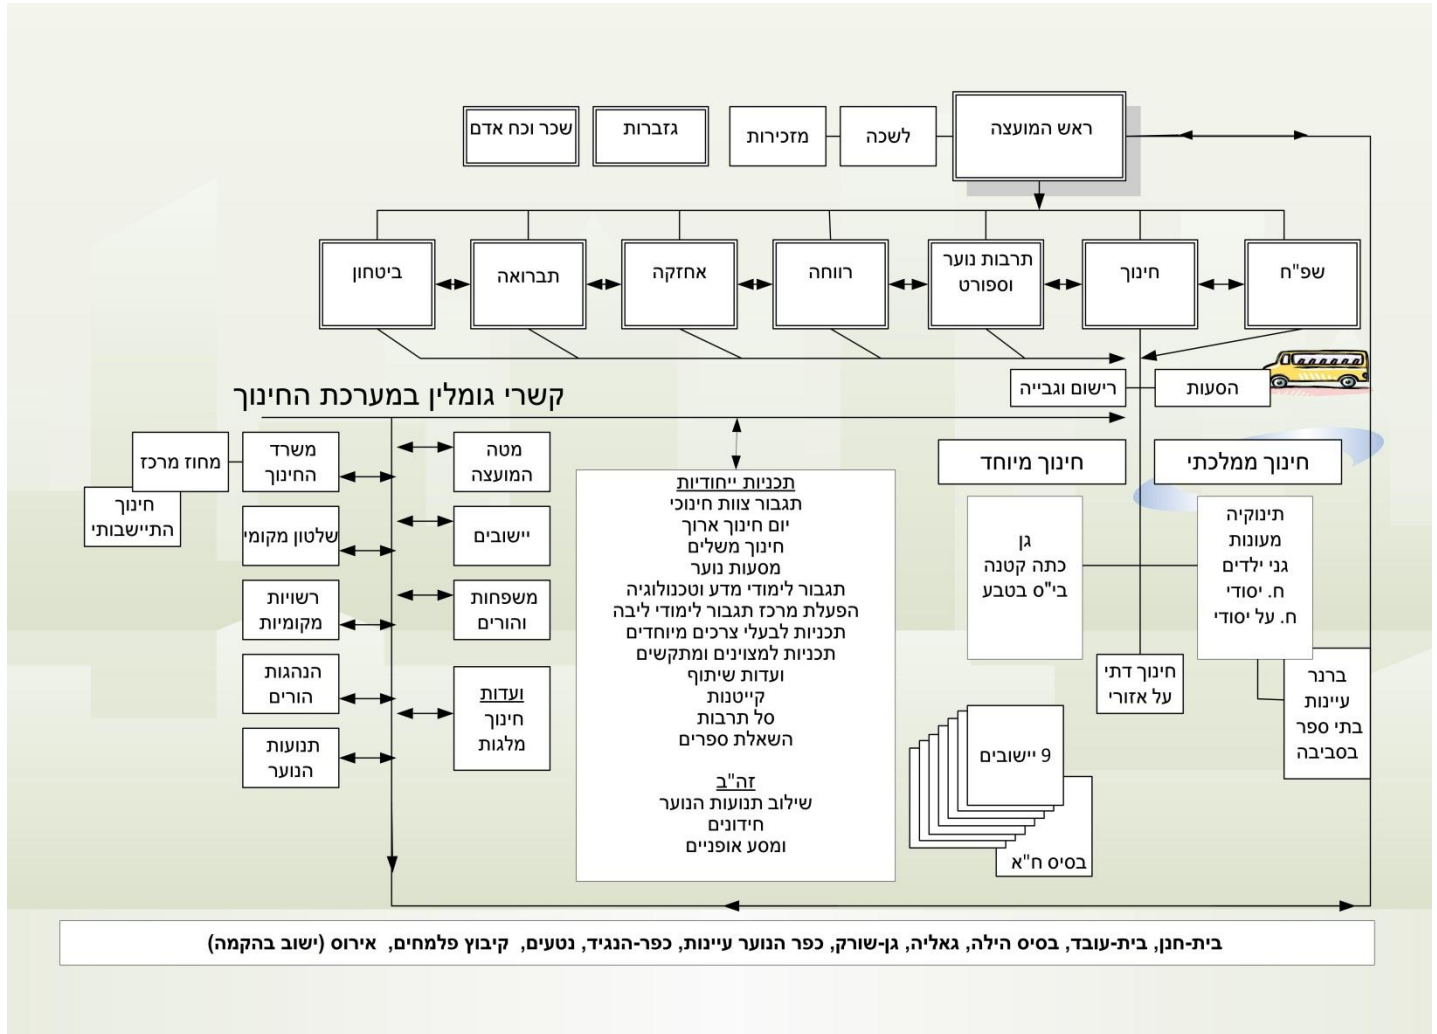 ראש המועצה
לשכה
מזכירות
גזברות
שכר וכח אדם
שפ"ח
חינוך
תרבות נוער
וספורט
רווחה
אחזקה
תברואה
ביטחון
הסעות
רישום וגבייה
קשרי גומלין במערכת החינוך
חינוך ממלכתי
חינוך מיוחד
תינוקיה
מעונות
גני ילדים
ח. יסודי
ח. על יסודי
גן
כתה קטנה
בי"ס בטבע
חינוך דתי
על אזורי
ברנר
עיינות
בתי ספר
בסביבה
9 יישובים
בסיס ח"א
תכניות ייחודיות
תגבור צוות חינוכי
יום חינוך ארוך
חינוך משלים
מסעות נוער
תגבור לימודי מדע וטכנולוגיה
הפעלת מרכז תגבור לימודי ליבה
תכניות לבעלי צרכים מיוחדים
תכניות למצוינים ומתקשים
ועדות שיתוף
קייטנות
סל תרבות
השאלת ספרים
זה"ב
שילוב תנועות הנוער
חידונים
ומסע אופניים
מטה
המועצה
יישובים
משפחות
והורים
ועדות
חינוך
מלגות
משרד
החינוך
מחוז מרכז
חינוך
התיישבותי
שלטון מקומי
רשויות
מקומיות
הנהגות
הורים
תנועות
הנוער
בית-חנן, בית-עובד, בסיס הילה, גאליה, גן-שורק, כפר הנוער עיינות, כפר-הנגיד, נטעים, קיבוץ פלמחים, אירוס (ישוב בהקמה)